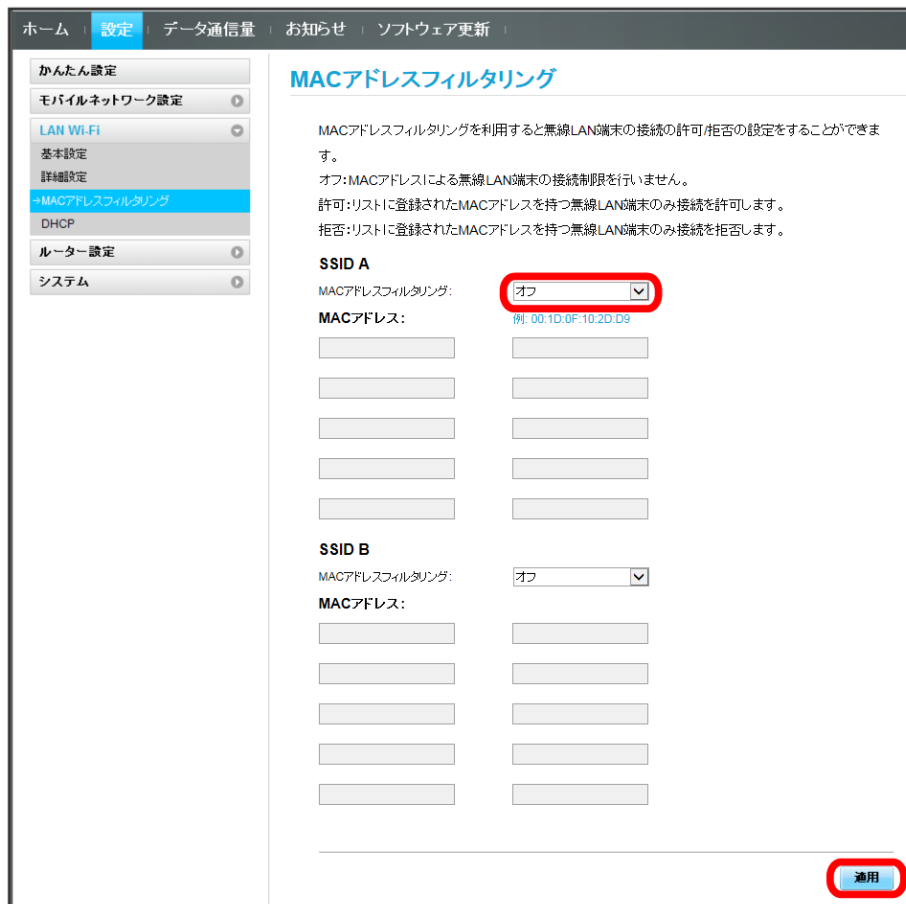 ホーム 設定 データ通信量 お知らせ ソフトウェア更新
かんたん設定
モバイルネットワーク設定
LAN Wi-Fi
基本設定
詳細設定
→MACアドレスフィルタリング
DHCP
ルーター設定
システム
MACアドレスフィルタリング
MACアドレスフィルタリングを利用すると無線LAN端末の接続の許可/拒否の設定をすることができま
す。
オフ:MACアドレスによる無線LAN端末の接続制限を行いません。
許可:リストに登録されたMACアドレスを持つ無線LAN端末のみ接続を許可します。
拒否:リストに登録されたMACアドレスを持つ無線LAN端末のみ接続を拒否します。
SSID A
MACアドレスフィルタリング: オフ
MACアドレス: 例: 00:1D:0F:10:2D:D9
SSID B
MACアドレスフィルタリング: オフ
MACアドレス:
適用